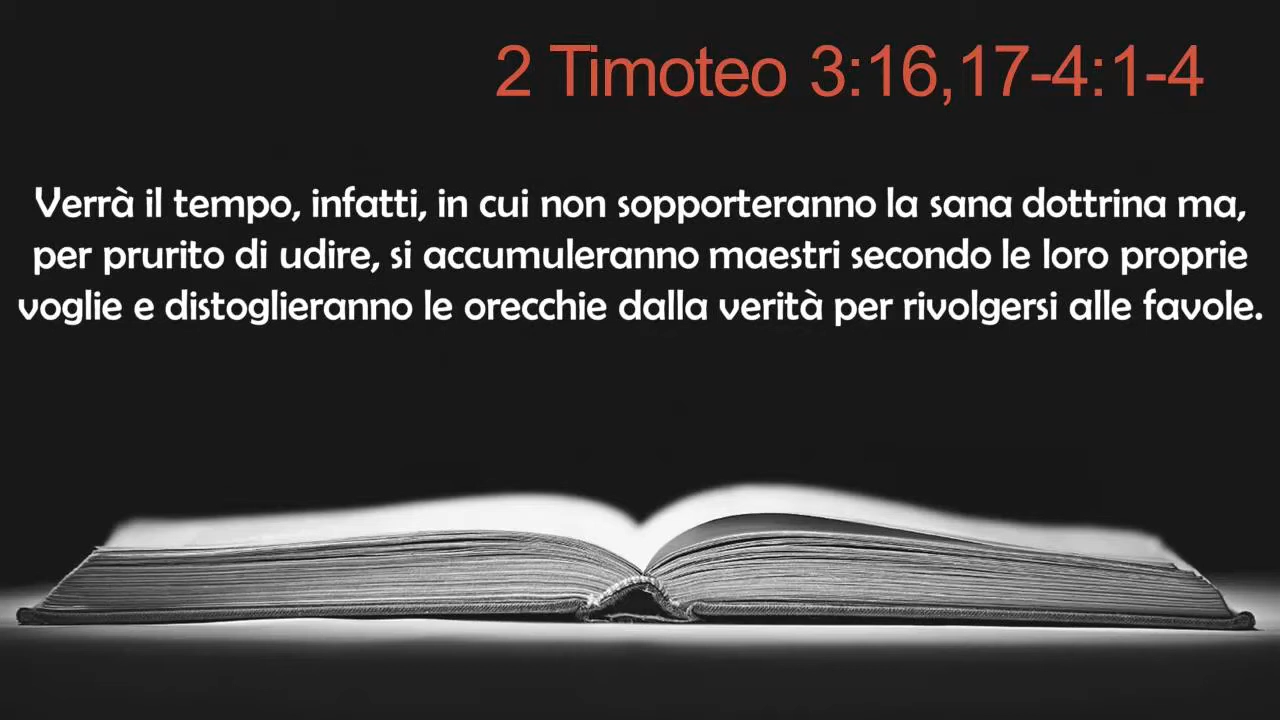 2 Timoteo 3:16,17-4:1-4
Verrà il tempo, infatti, in cui non sopporteranno la sana dottrina ma,
per prurito di udire, si accumuleranno maestri secondo le loro proprie
voglie e distoglieranno le orecchie dalla verità per rivolgersi alle favole.